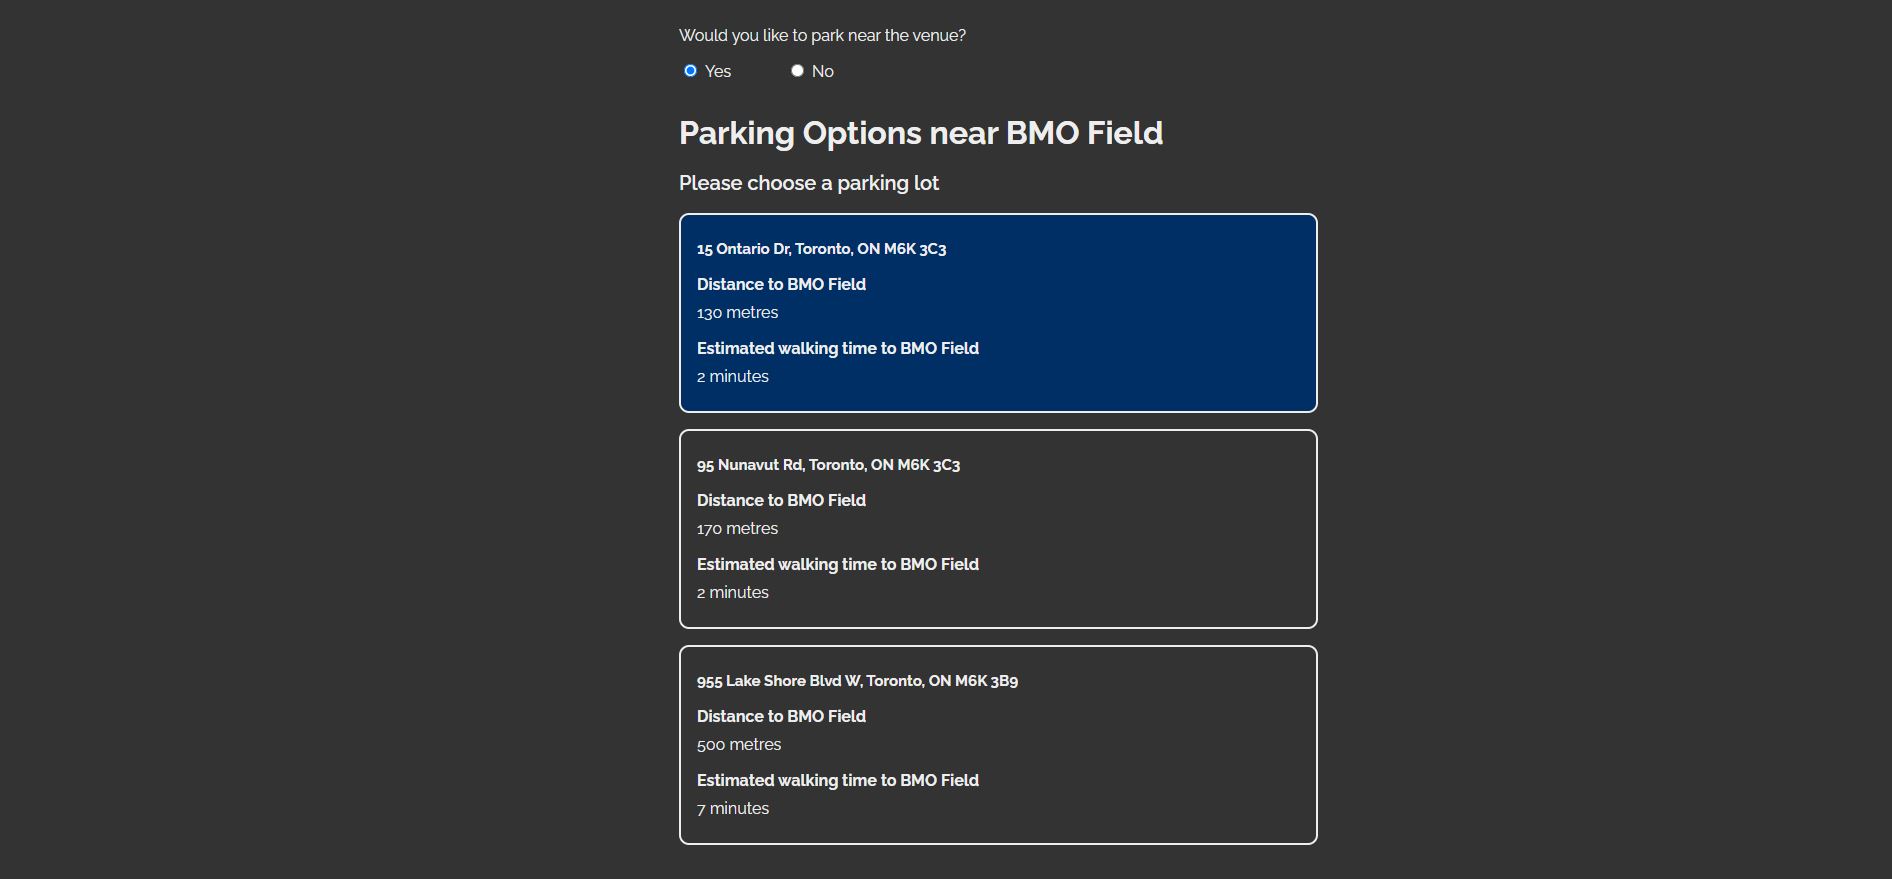 Would you like to park near the venue?
Yes No
Parking Options near BMO Field
Please choose a parking lot
15 Ontario Dr, Toronto, ON M6K 3C3
Distance to BMO Field
130 metres
Estimated walking time to BMO Field
2 minutes
95 Nunavut Rd, Toronto, ON M6K 3C3
Distance to BMO Field
170 metres
Estimated walking time to BMO Field
2 minutes
955 Lake Shore Blvd W, Toronto, ON M6K 3B9
Distance to BMO Field
500 metres
Estimated walking time to BMO Field
7 minutes